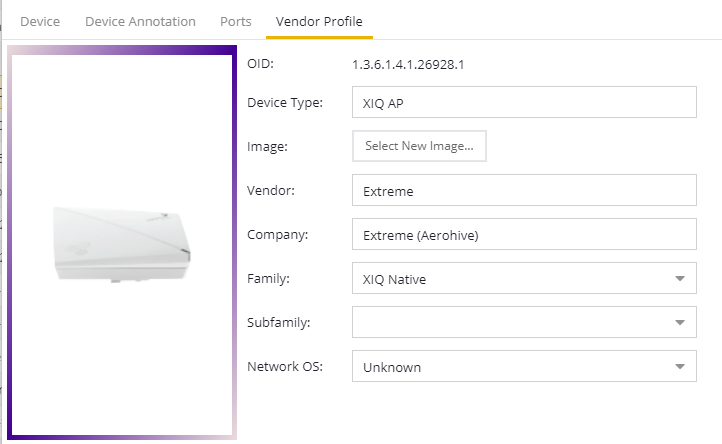 Device Device Annotation Ports Vendor Profile
OID: 1.3.6.1.4.1.26928.1
Device Type: XIQ AP
Image: Select New Image...
Vendor: Extreme
Company: Extreme (Aerohive)
Family: XIQ Native
Subfamily:
Network OS: Unknown